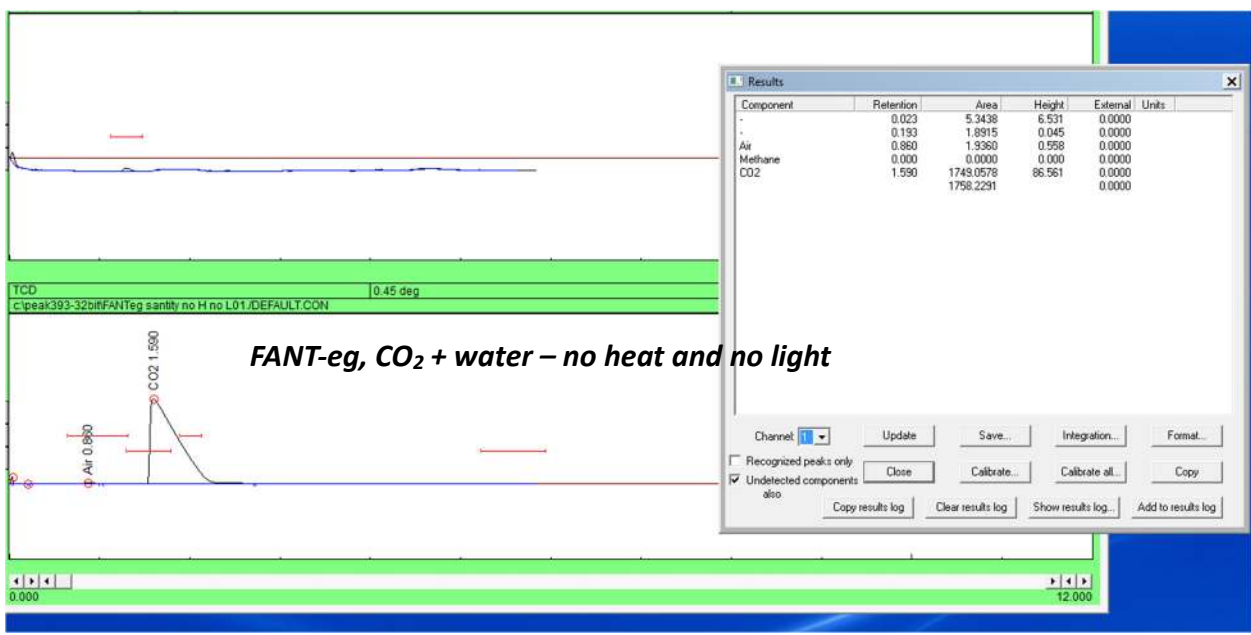 TCD 0.45 deg
c:\peak393-32bit\FANTeg santity no H no L01./DEFAULT.CON
CO2 1.590
Air 0.860
FANT-eg, CO₂ + water – no heat and no light
0.000 12.000
Results
Component Retention Area Height External Units
- 0.023 5.3438 6.531 0.0000
- 0.193 1.8915 0.045 0.0000
Air 0.860 1.9360 0.558 0.0000
Methane 0.000 0.0000 0.000 0.0000
CO2 1.590 1749.0578 86.561 0.0000
1758.2291 0.0000
Channel: 1 Update Save... Integration... Format...
Recognized peaks only
Close Calibrate... Calibrate all... Copy
Undetected components
also
Copy results log Clear results log Show results log... Add to results log